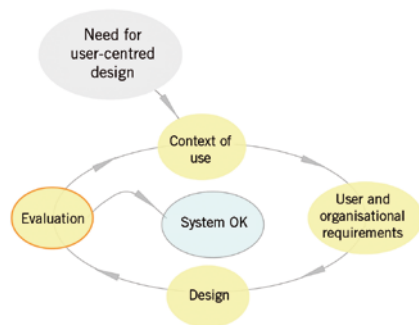 Need for
user-centred
design
Context of
use
Evaluation
System OK
User and
organisational
requirements
Design